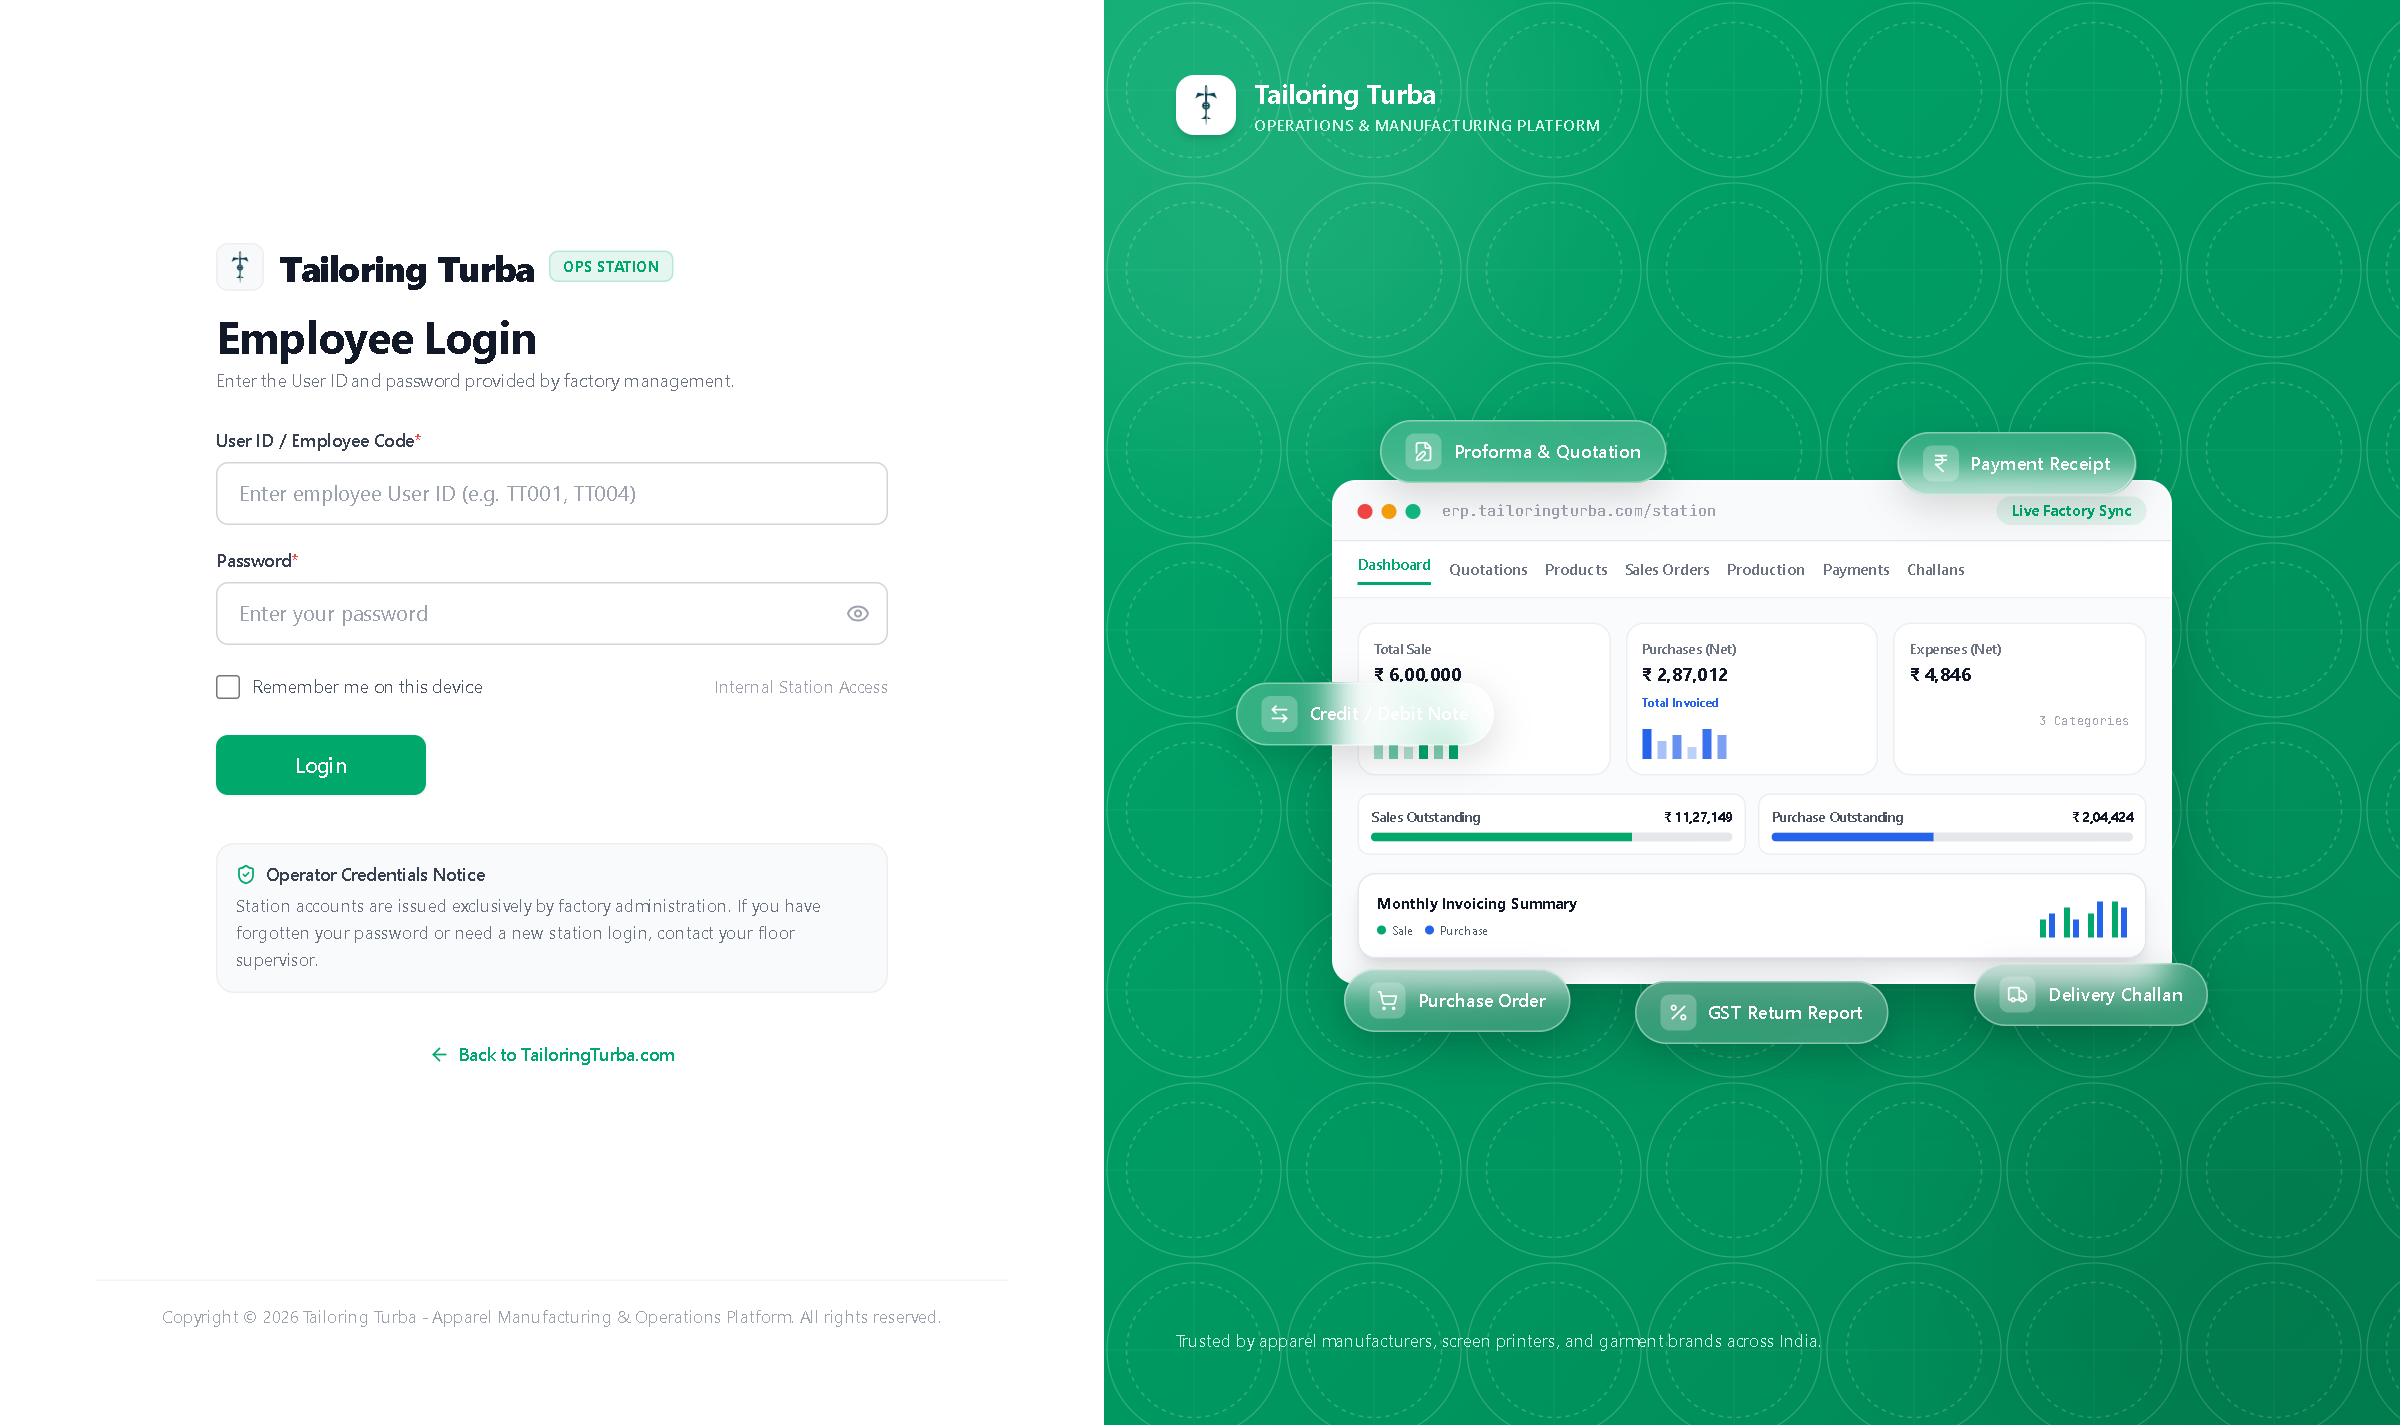 Tailoring Turba
OPS STATION
Employee Login
Enter the User ID and password provided by factory management.
User ID / Employee Code*
Enter employee User ID (e.g. TT001, TT004)
Password*
Enter your password
Remember me on this device
Internal Station Access
Login
Operator Credentials Notice
Station accounts are issued exclusively by factory administration. If you have
forgotten your password or need a new station login, contact your floor
supervisor.
← Back to TailoringTurba.com
Copyright © 2026 Tailoring Turba - Apparel Manufacturing & Operations Platform. All rights reserved.
Tailoring Turba
OPERATIONS & MANUFACTURING PLATFORM
Proforma & Quotation
₹ Payment Receipt
erp.tailoringturba.com/station
Live Factory Sync
Dashboard Quotations Products Sales Orders Production Payments Challans
Total Sale
₹ 6,00,000
Purchases (Net)
₹ 2,87,012
Total Invoiced
Expenses (Net)
₹ 4,846
3 Categories
Credit / Debit Note
Sales Outstanding ₹ 11,27,149
Purchase Outstanding ₹ 2,04,424
Monthly Invoicing Summary
Sale Purchase
Purchase Order
% GST Return Report
Delivery Challan
Trusted by apparel manufacturers, screen printers, and garment brands across India.